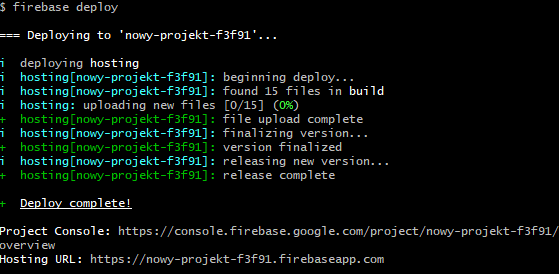 $ firebase deploy
=== Deploying to 'nowy-projekt-f3f91'...
i  deploying hosting
i  hosting[nowy-projekt-f3f91]: beginning deploy...
i  hosting[nowy-projekt-f3f91]: found 15 files in build
i  hosting: uploading new files [0/15] (0%)
+  hosting[nowy-projekt-f3f91]: file upload complete
i  hosting[nowy-projekt-f3f91]: finalizing version...
+  hosting[nowy-projekt-f3f91]: version finalized
i  hosting[nowy-projekt-f3f91]: releasing new version...
+  hosting[nowy-projekt-f3f91]: release complete
+  Deploy complete!
Project Console: https://console.firebase.google.com/project/nowy-projekt-f3f91/
overview
Hosting URL: https://nowy-projekt-f3f91.firebaseapp.com